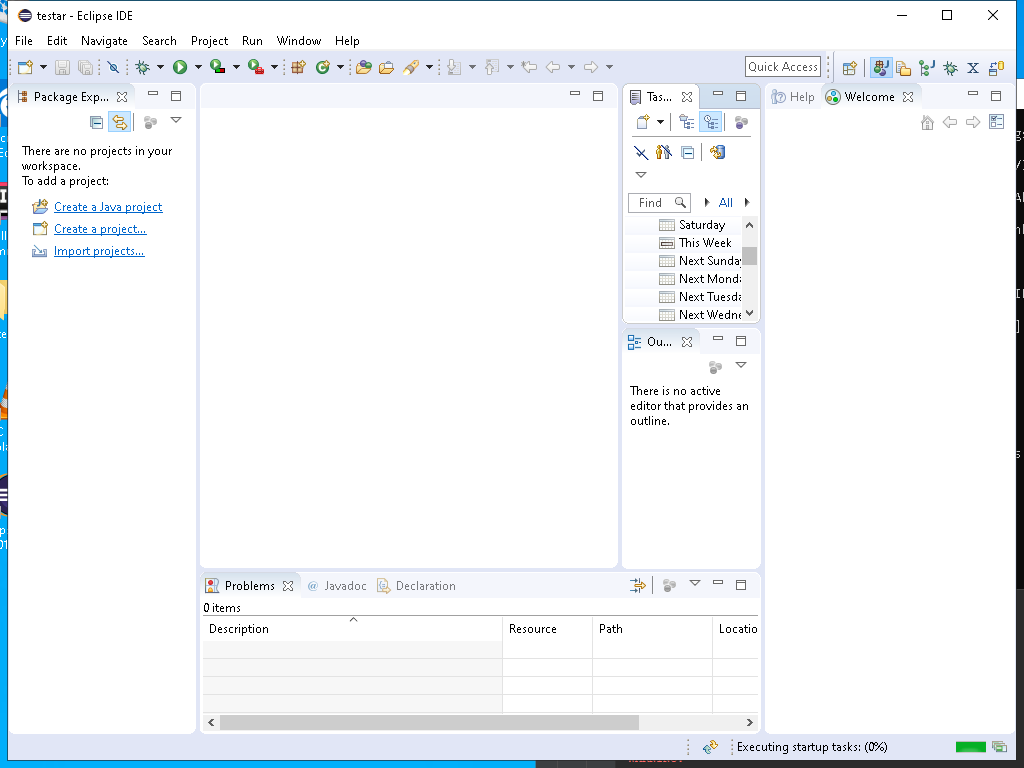 testar - Eclipse IDE
File Edit Navigate Search Project Run Window Help
Quick Access
Package Exp...
There are no projects in your
workspace.
To add a project:
Create a Java project
Create a project...
Import projects...
Tas...
Find
All
Saturday
This Week
Next Sunday
Next Monda
Next Tuesda
Next Wedne
Ou...
There is no active
editor that provides an
outline.
Help Welcome
Problems @ Javadoc Declaration
0 items
Description Resource Path Locatio
Executing startup tasks: (0%)